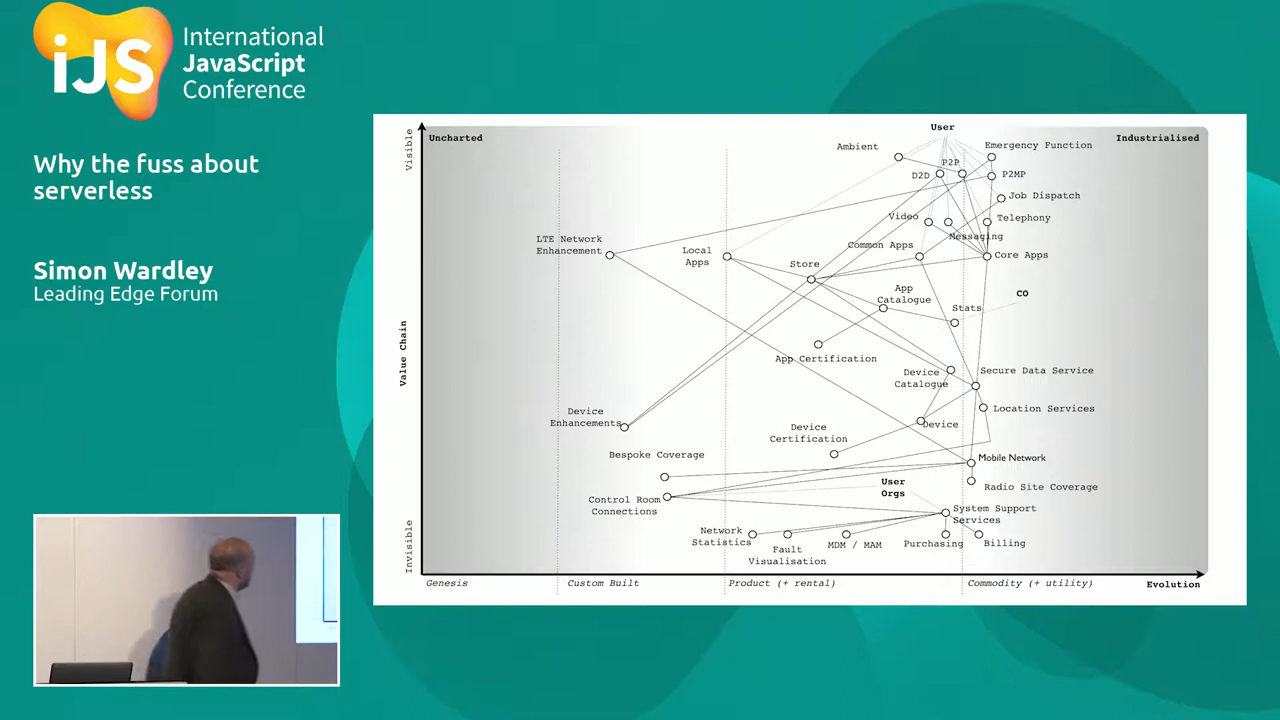 iJS
International
JavaScript
Conference
Why the fuss about
serverless
Simon Wardley
Leading Edge Forum
User
Uncharted
Industrialised
Visible
Ambient
Emergency Function
P2P
D2D
P2MP
Job Dispatch
Video
Telephony
Messaging
LTE Network
Enhancement
Local
Apps
Common Apps
Core Apps
Store
App
Catalogue
CO
Stats
Value Chain
App Certification
Device
Catalogue
Secure Data Service
Device
Enhancements
Location Services
Device
Device
Certification
Bespoke Coverage
Mobile Network
User
Orgs
Radio Site Coverage
Control Room
Connections
System Support
Services
Network
Statistics
Fault
Visualisation
MDM / MAM
Purchasing
Billing
Invisible
Genesis
Custom Built
Product (+ rental)
Commodity (+ utility)
Evolution